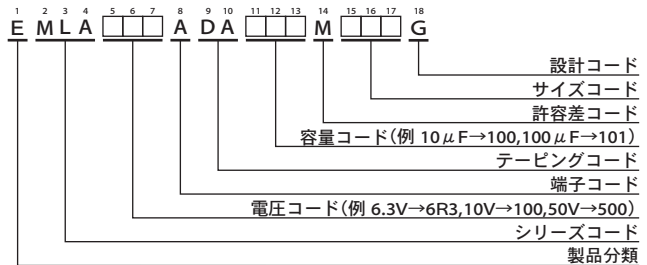 1 2 3 4 5 6 7 8 9 10 11 12 13 14 15 16 17 18
E MLA□□□ A DA□□□ M□□□ G
設計コード
サイズコード
許容差コード
容量コード(例 10μF→100,100μF→101)
テーピングコード
端子コード
電圧コード(例 6.3V→6R3,10V→100,50V→500)
シリーズコード
製品分類